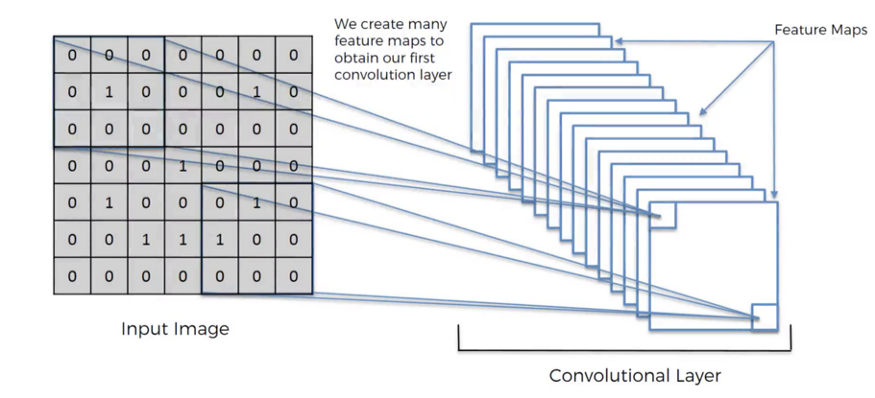 We create many
feature maps to
obtain our first
convolution layer
Feature Maps
0 0 0 0 0 0 0
0 1 0 0 0 1 0
0 0 0 0 0 0 0
0 0 0 1 0 0 0
0 1 0 0 0 1 0
0 0 1 1 1 0 0
0 0 0 0 0 0 0
Input Image
Convolutional Layer